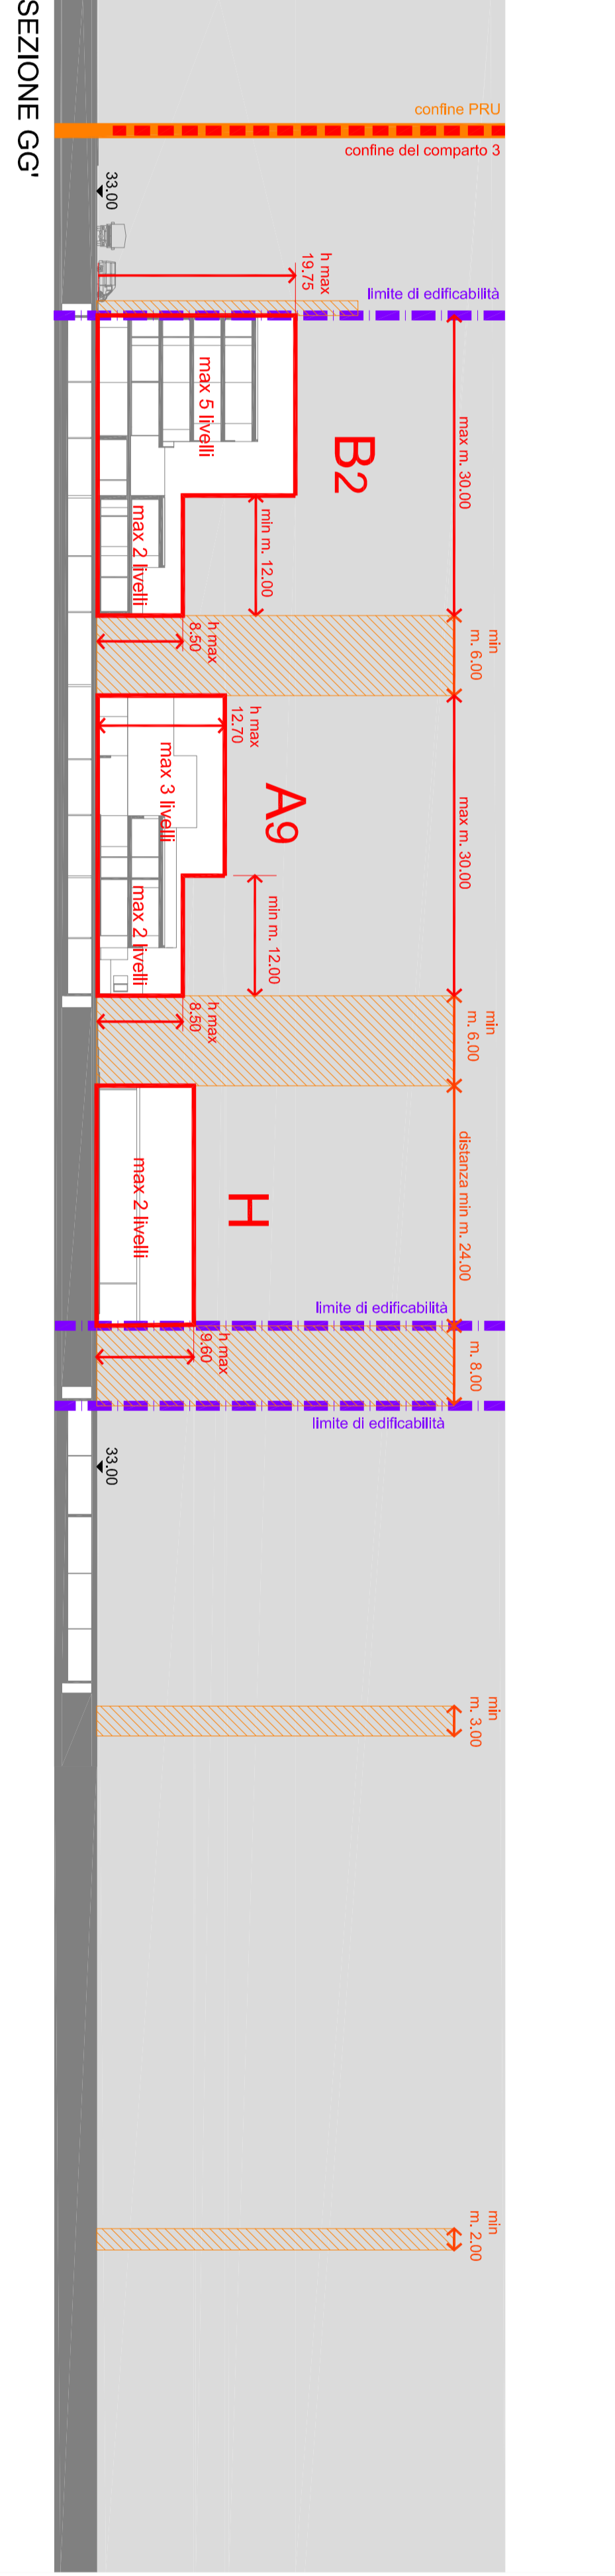 SEZIONE GG'
confine PRU
confine del comparto 3
33.00
h max
19.75
limite di edificabilità
max m. 30.00
B2
max 5 livelli
min m. 12.00
max 2 livelli
h max
8.50
min
m. 6.00
h max
12.70
max m. 30.00
A9
max 3 livelli
min m. 12.00
max 2 livelli
h max
8.50
min
m. 6.00
distanza min m. 24.00
H
max 2 livelli
limite di edificabilità
h max
9.60
m. 8.00
limite di edificabilità
33.00
min
m. 3.00
min
m. 2.00